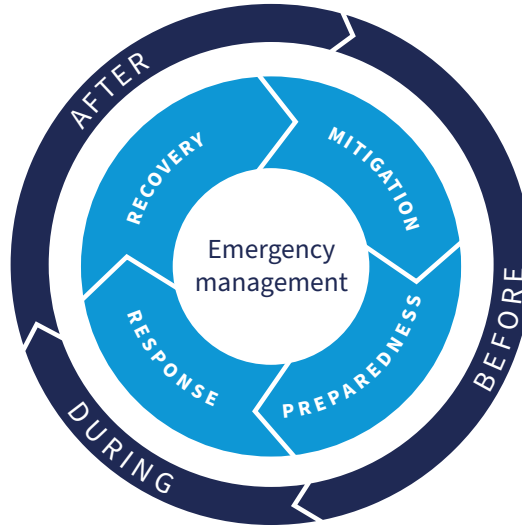 AFTER
BEFORE
DURING
RECOVERY
MITIGATION
PREPAREDNESS
RESPONSE
Emergency
management